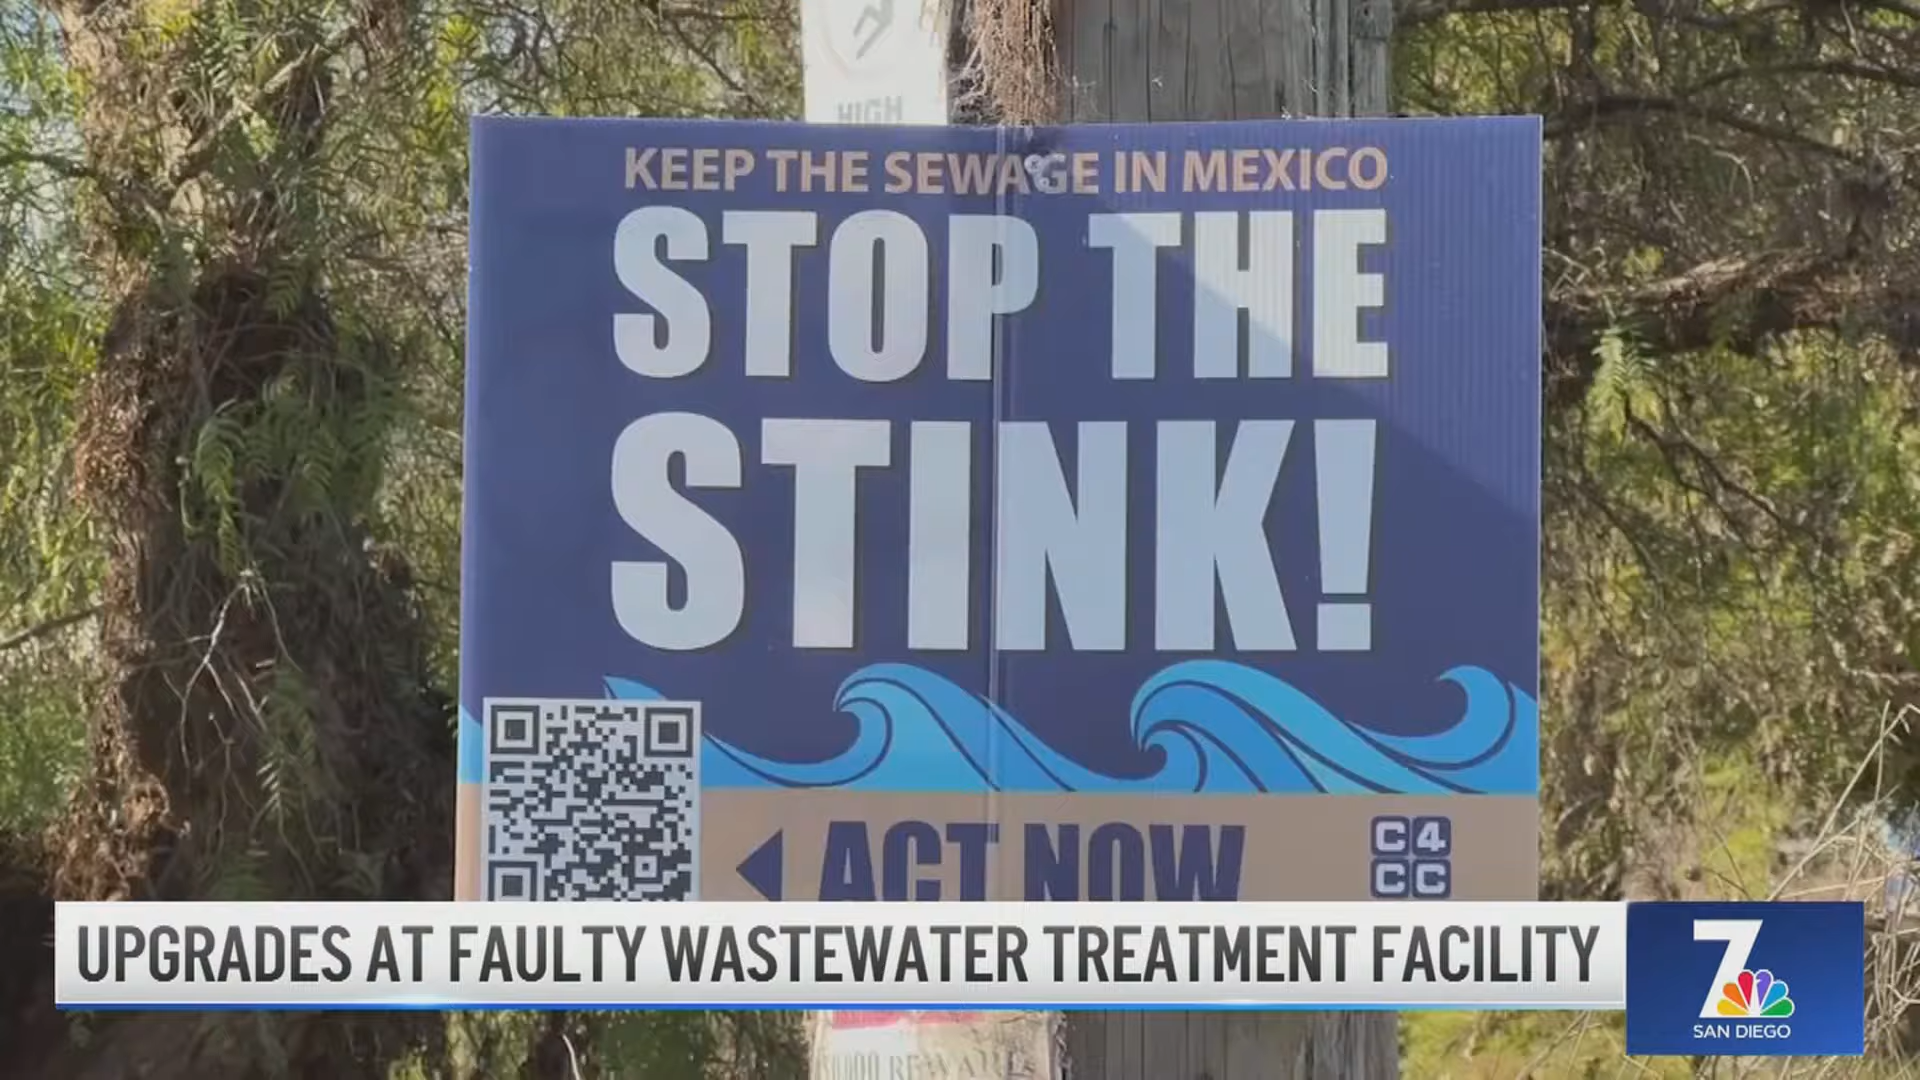 HIGH
KEEP THE SEWAGE IN MEXICO
STOP THE
STINK!
ACT NOW
C4
CC
UPGRADES AT FAULTY WASTEWATER TREATMENT FACILITY
7
SAN DIEGO